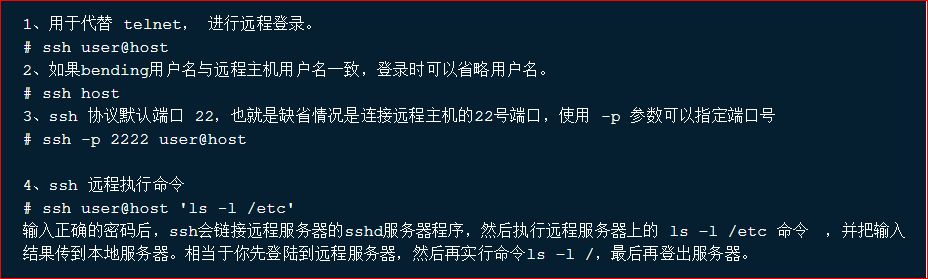 1、用于代替 telnet， 进行远程登录。
# ssh user@host
2、如果bending用户名与远程主机用户名一致，登录时可以省略用户名。
# ssh host
3、ssh 协议默认端口 22，也就是缺省情况是连接远程主机的22号端口，使用 -p 参数可以指定端口号
# ssh -p 2222 user@host
4、ssh 远程执行命令
# ssh user@host 'ls -l /etc'
输入正确的密码后，ssh会链接远程服务器的sshd服务器程序，然后执行远程服务器上的 ls -l /etc 命令 ，并把输入
结果传到本地服务器。相当于你先登陆到远程服务器，然后再实行命令ls -l /，最后再登出服务器。